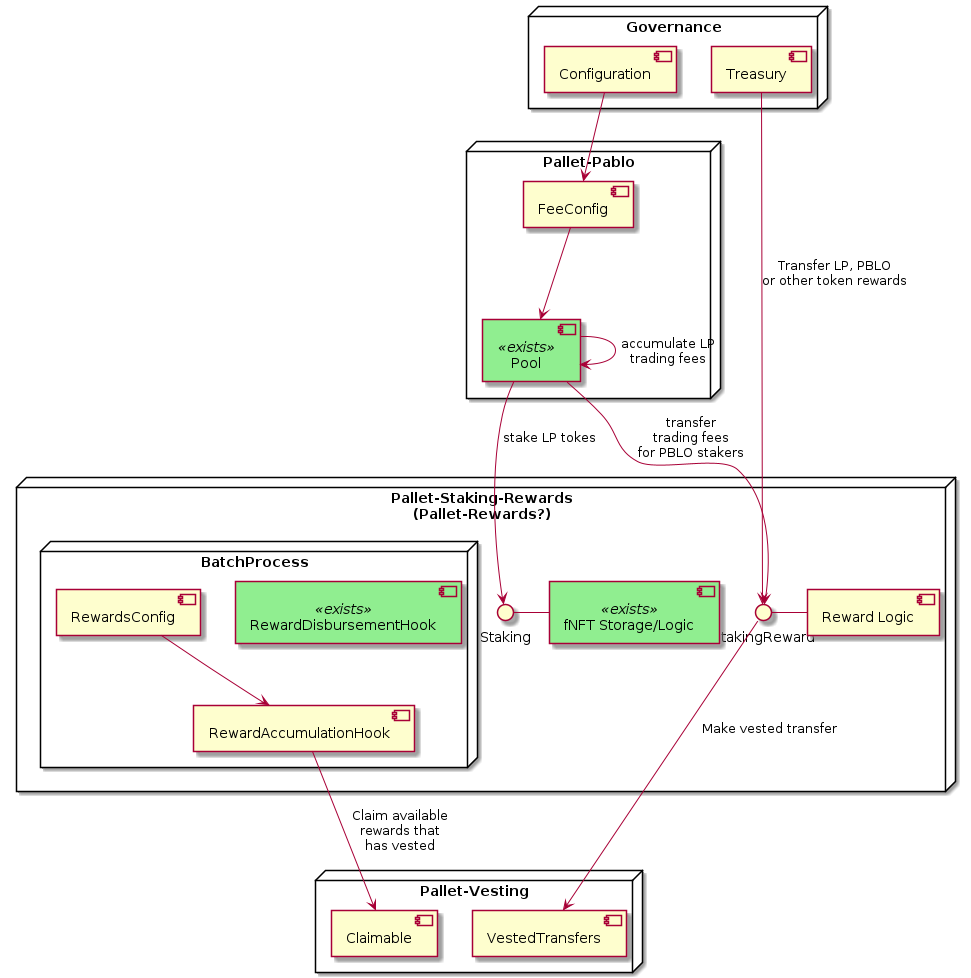 Governance
Configuration
Treasury
Pallet-Pablo
FeeConfig
Transfer LP, PBLO
or other token rewards
«exists»
Pool
accumulate LP
trading fees
stake LP tokes
transfer
trading fees
for PBLO stakers
Pallet-Staking-Rewards
(Pallet-Rewards?)
BatchProcess
RewardsConfig
«exists»
RewardDisbursementHook
Staking
«exists»
fNFT Storage/Logic
takingReward
Reward Logic
RewardAccumulationHook
Make vested transfer
Claim available
rewards that
has vested
Pallet-Vesting
Claimable
VestedTransfers